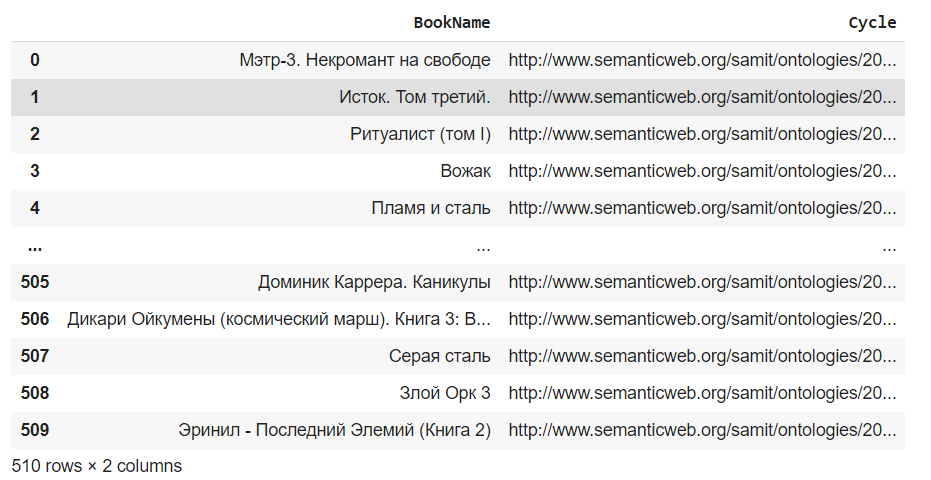 BookName Cycle
0 Мэтр-3. Некромант на свободе http://www.semanticweb.org/samit/ontologies/20...
1 Исток. Том третий. http://www.semanticweb.org/samit/ontologies/20...
2 Ритуалист (том I) http://www.semanticweb.org/samit/ontologies/20...
3 Вожак http://www.semanticweb.org/samit/ontologies/20...
4 Пламя и сталь http://www.semanticweb.org/samit/ontologies/20...
... ... ...
505 Доминик Каррера. Каникулы http://www.semanticweb.org/samit/ontologies/20...
506 Дикари Ойкумены (космический марш). Книга 3: В... http://www.semanticweb.org/samit/ontologies/20...
507 Серая сталь http://www.semanticweb.org/samit/ontologies/20...
508 Злой Орк 3 http://www.semanticweb.org/samit/ontologies/20...
509 Эринил - Последний Элемий (Книга 2) http://www.semanticweb.org/samit/ontologies/20...
510 rows × 2 columns